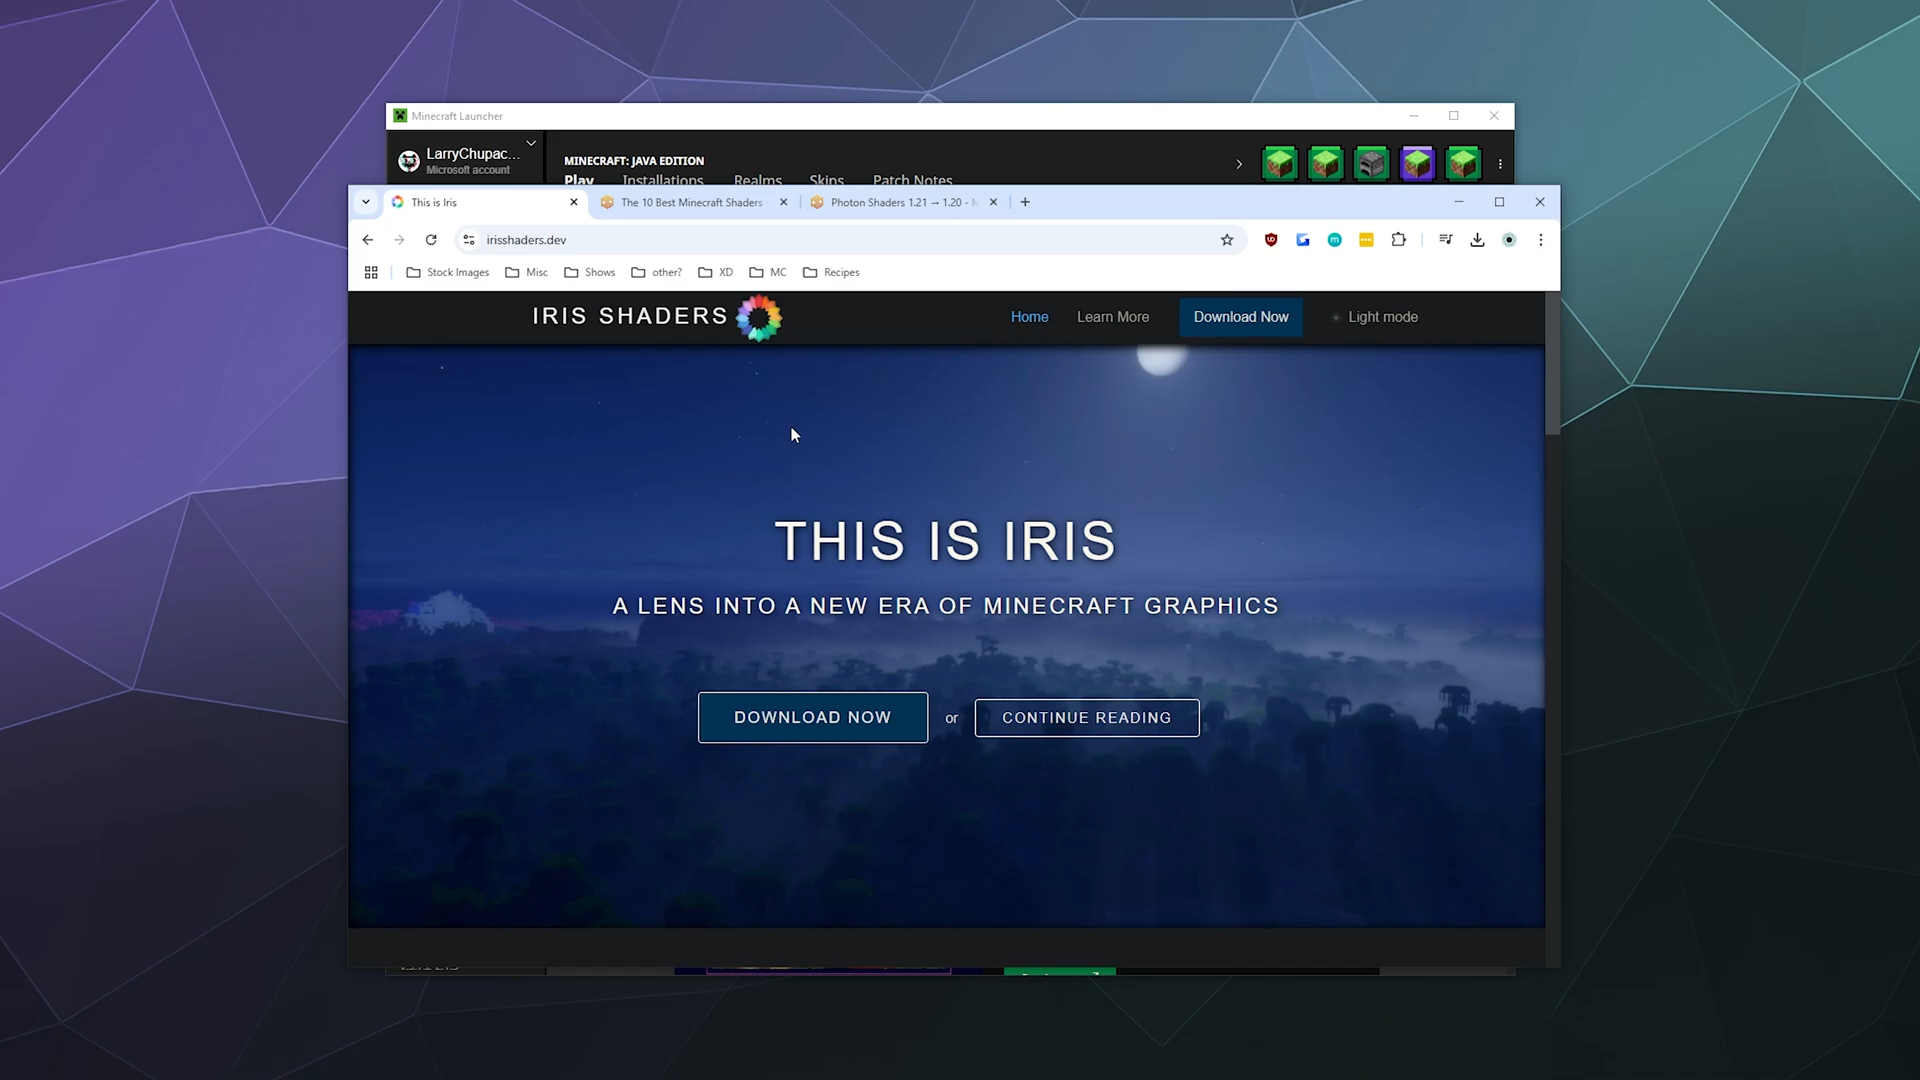 Minecraft Launcher
LarryChupac...
Microsoft account
MINECRAFT: JAVA EDITION
Play Installations Realms Skins Patch Notes
This is Iris
The 10 Best Minecraft Shaders
Photon Shaders 1.21 → 1.20 -
irisshaders.dev
Stock Images Misc Shows other? XD MC Recipes
IRIS SHADERS
Home Learn More Download Now Light mode
THIS IS IRIS
A LENS INTO A NEW ERA OF MINECRAFT GRAPHICS
DOWNLOAD NOW or CONTINUE READING